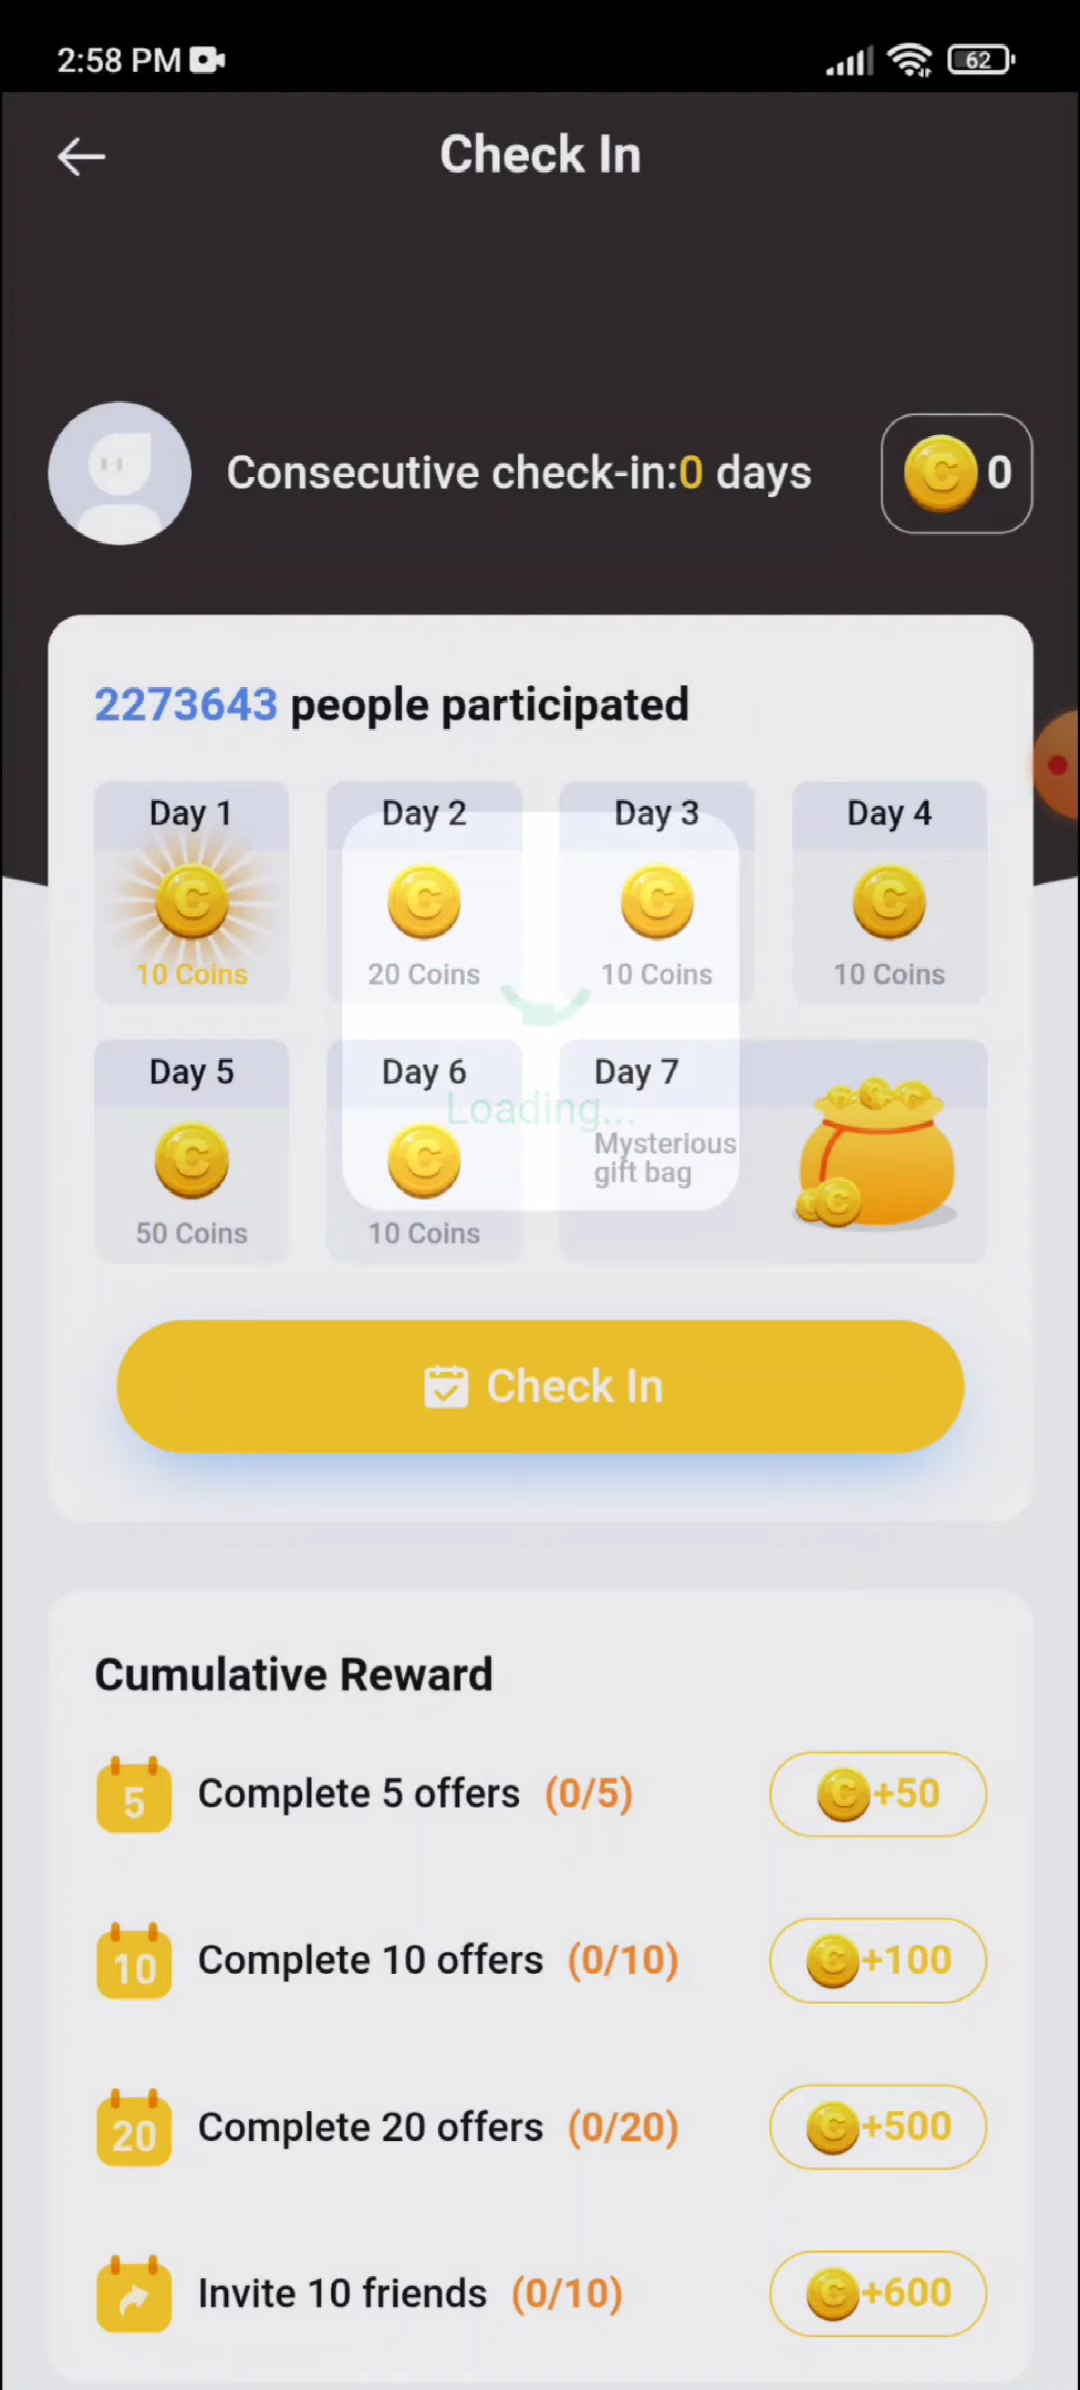 2:58 PM
62
Check In
Consecutive check-in:0 days
0
2273643 people participated
Day 1
Day 2
Day 3
Day 4
10 Coins
20 Coins
10 Coins
10 Coins
Day 5
Day 6
Day 7
Loading...
Mysterious
gift bag
50 Coins
10 Coins
Check In
Cumulative Reward
5 Complete 5 offers (0/5) C+50
10 Complete 10 offers (0/10) C+100
20 Complete 20 offers (0/20) C+500
Invite 10 friends (0/10) C+600